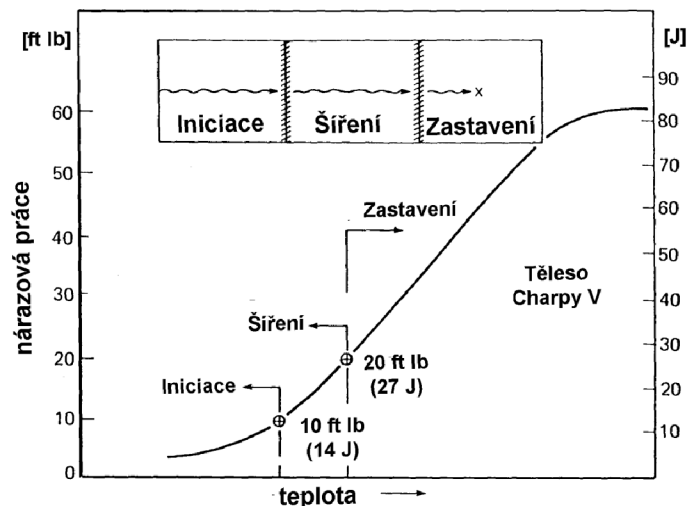 [ft lb]
[J]
Iniciace
Šíření
Zastavení
x
60
50
40
30
20
10
0
nárazová práce
90
80
70
60
50
40
30
20
10
Zastavení
Těleso
Charpy V
Šíření
20 ft lb
(27 J)
Iniciace
10 ft lb
(14 J)
teplota